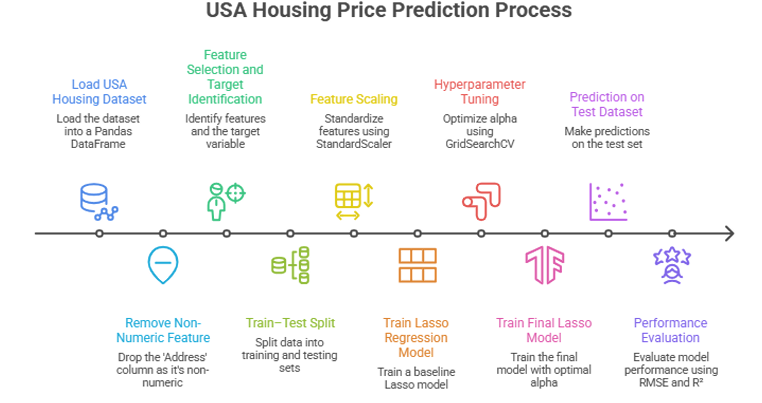 USA Housing Price Prediction Process
Load USA
Housing Dataset
Load the dataset
into a Pandas
DataFrame
Remove Non-
Numeric Feature
Drop the 'Address'
column as it's non-
numeric
Feature
Selection and
Target
Identification
Identify features
and the target
variable
Train–Test Split
Split data into
training and testing
sets
Feature Scaling
Standardize
features using
StandardScaler
Train Lasso
Regression
Model
Train a baseline
Lasso model
Hyperparameter
Tuning
Optimize alpha
using
GridSearchCV
Train Final Lasso
Model
Train the final
model with optimal
alpha
Prediction on
Test Dataset
Make predictions
on the test set
Performance
Evaluation
Evaluate model
performance using
RMSE and R²